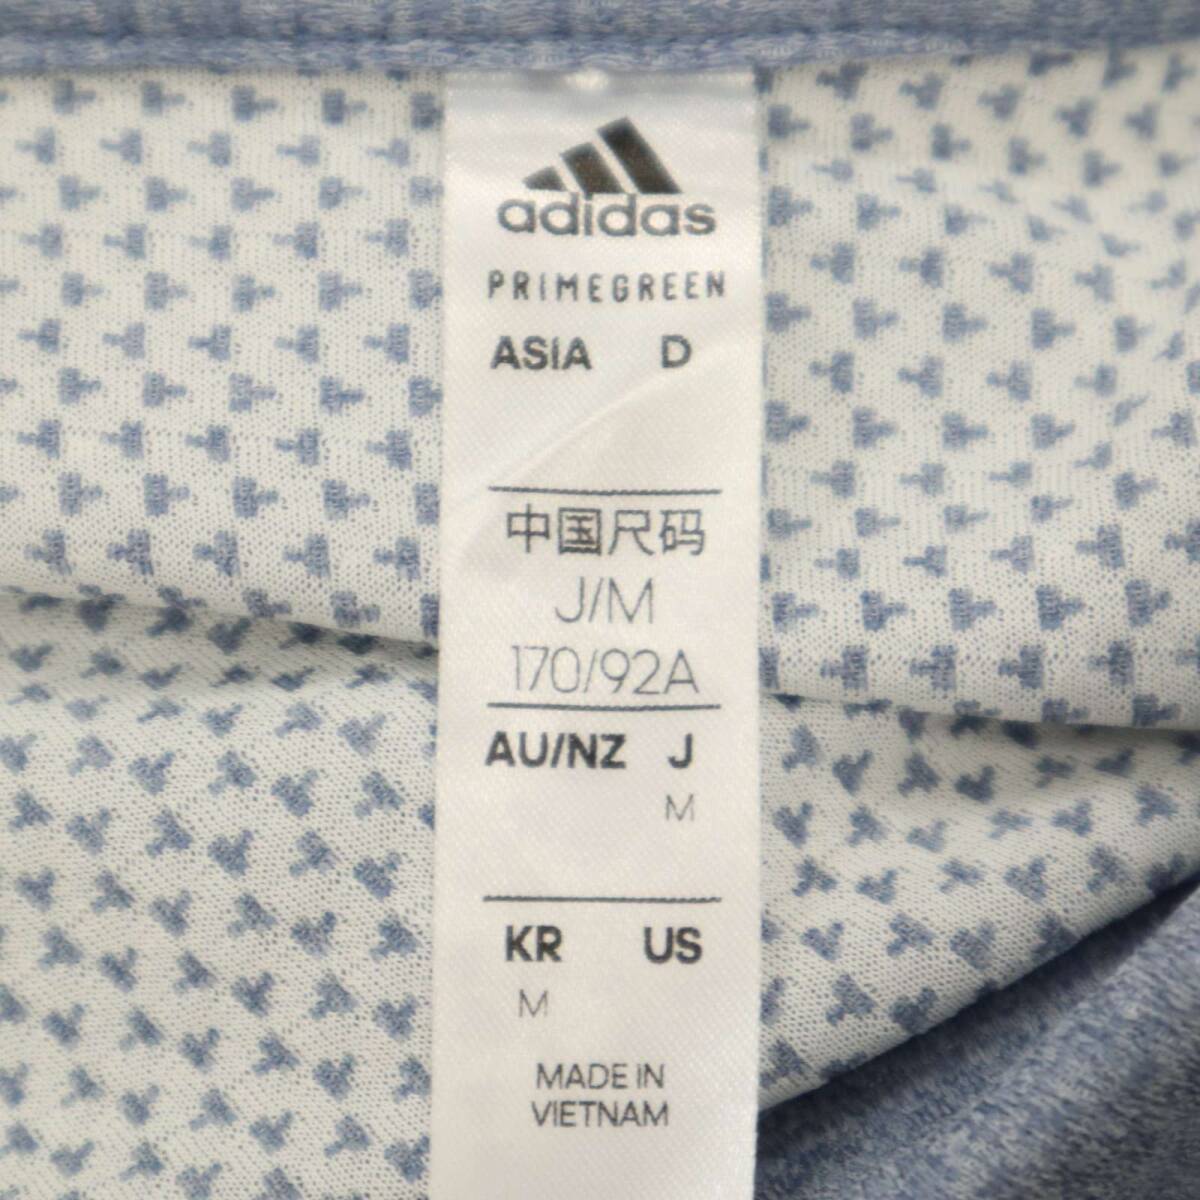 adidas
PRIMEGREEN
ASIA D
中国尺码
J/M
170/92A
AU/NZ J
M
KR US
M
MADE IN
VIETNAM